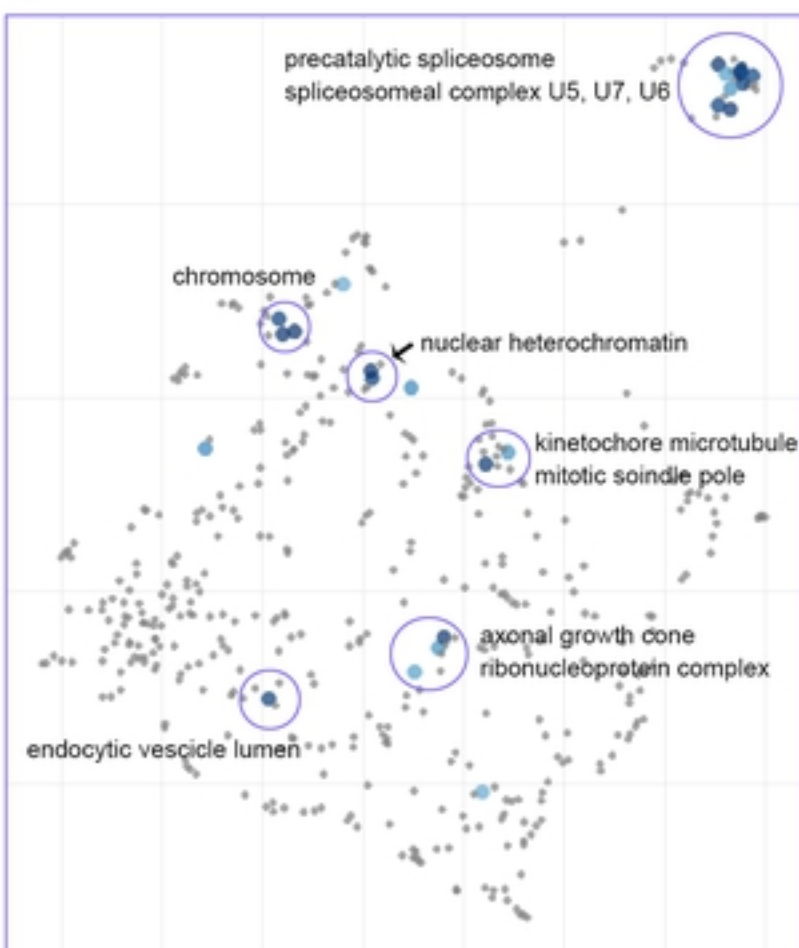 precatalytic spliceosome
spliceosomeal complex U5, U7, U6
chromosome
nuclear heterochromatin
kinetochore microtubule
mitotic soindle pole
axonal growth cone
ribonucleoprotein complex
endocytic vescicle lumen